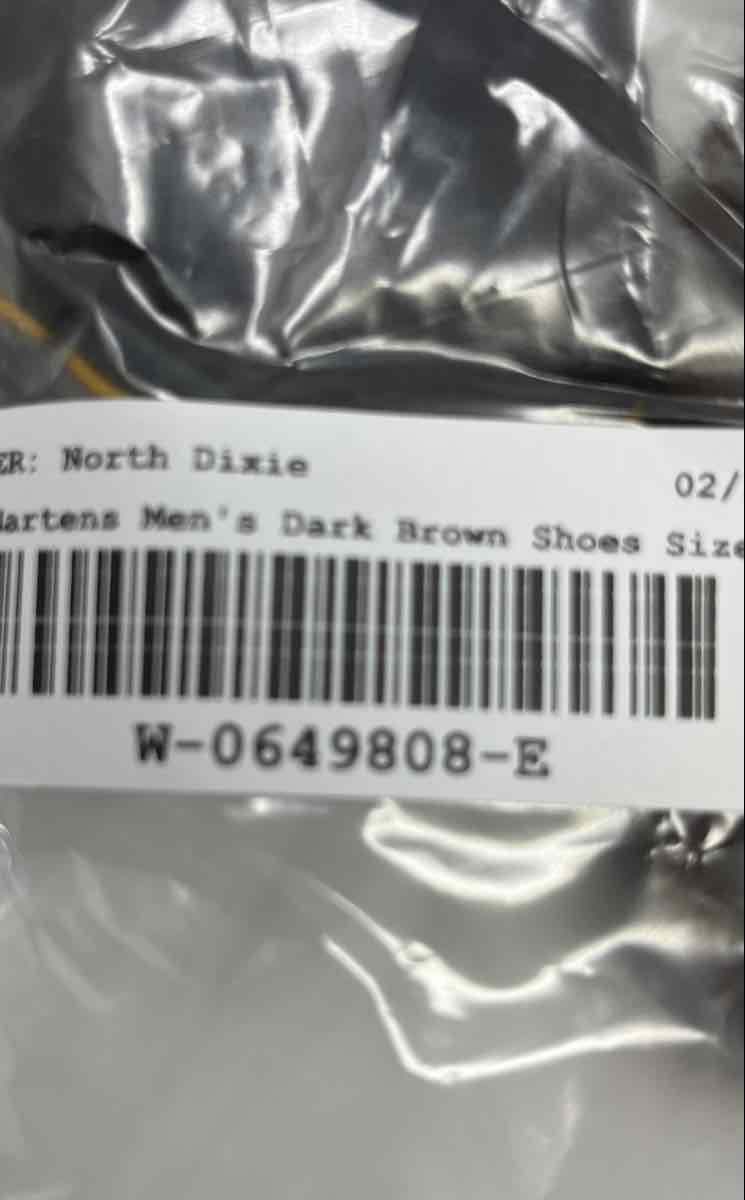 ER: North Dixie
02/
Martens Men's Dark Brown Shoes Size
W-0649808-E